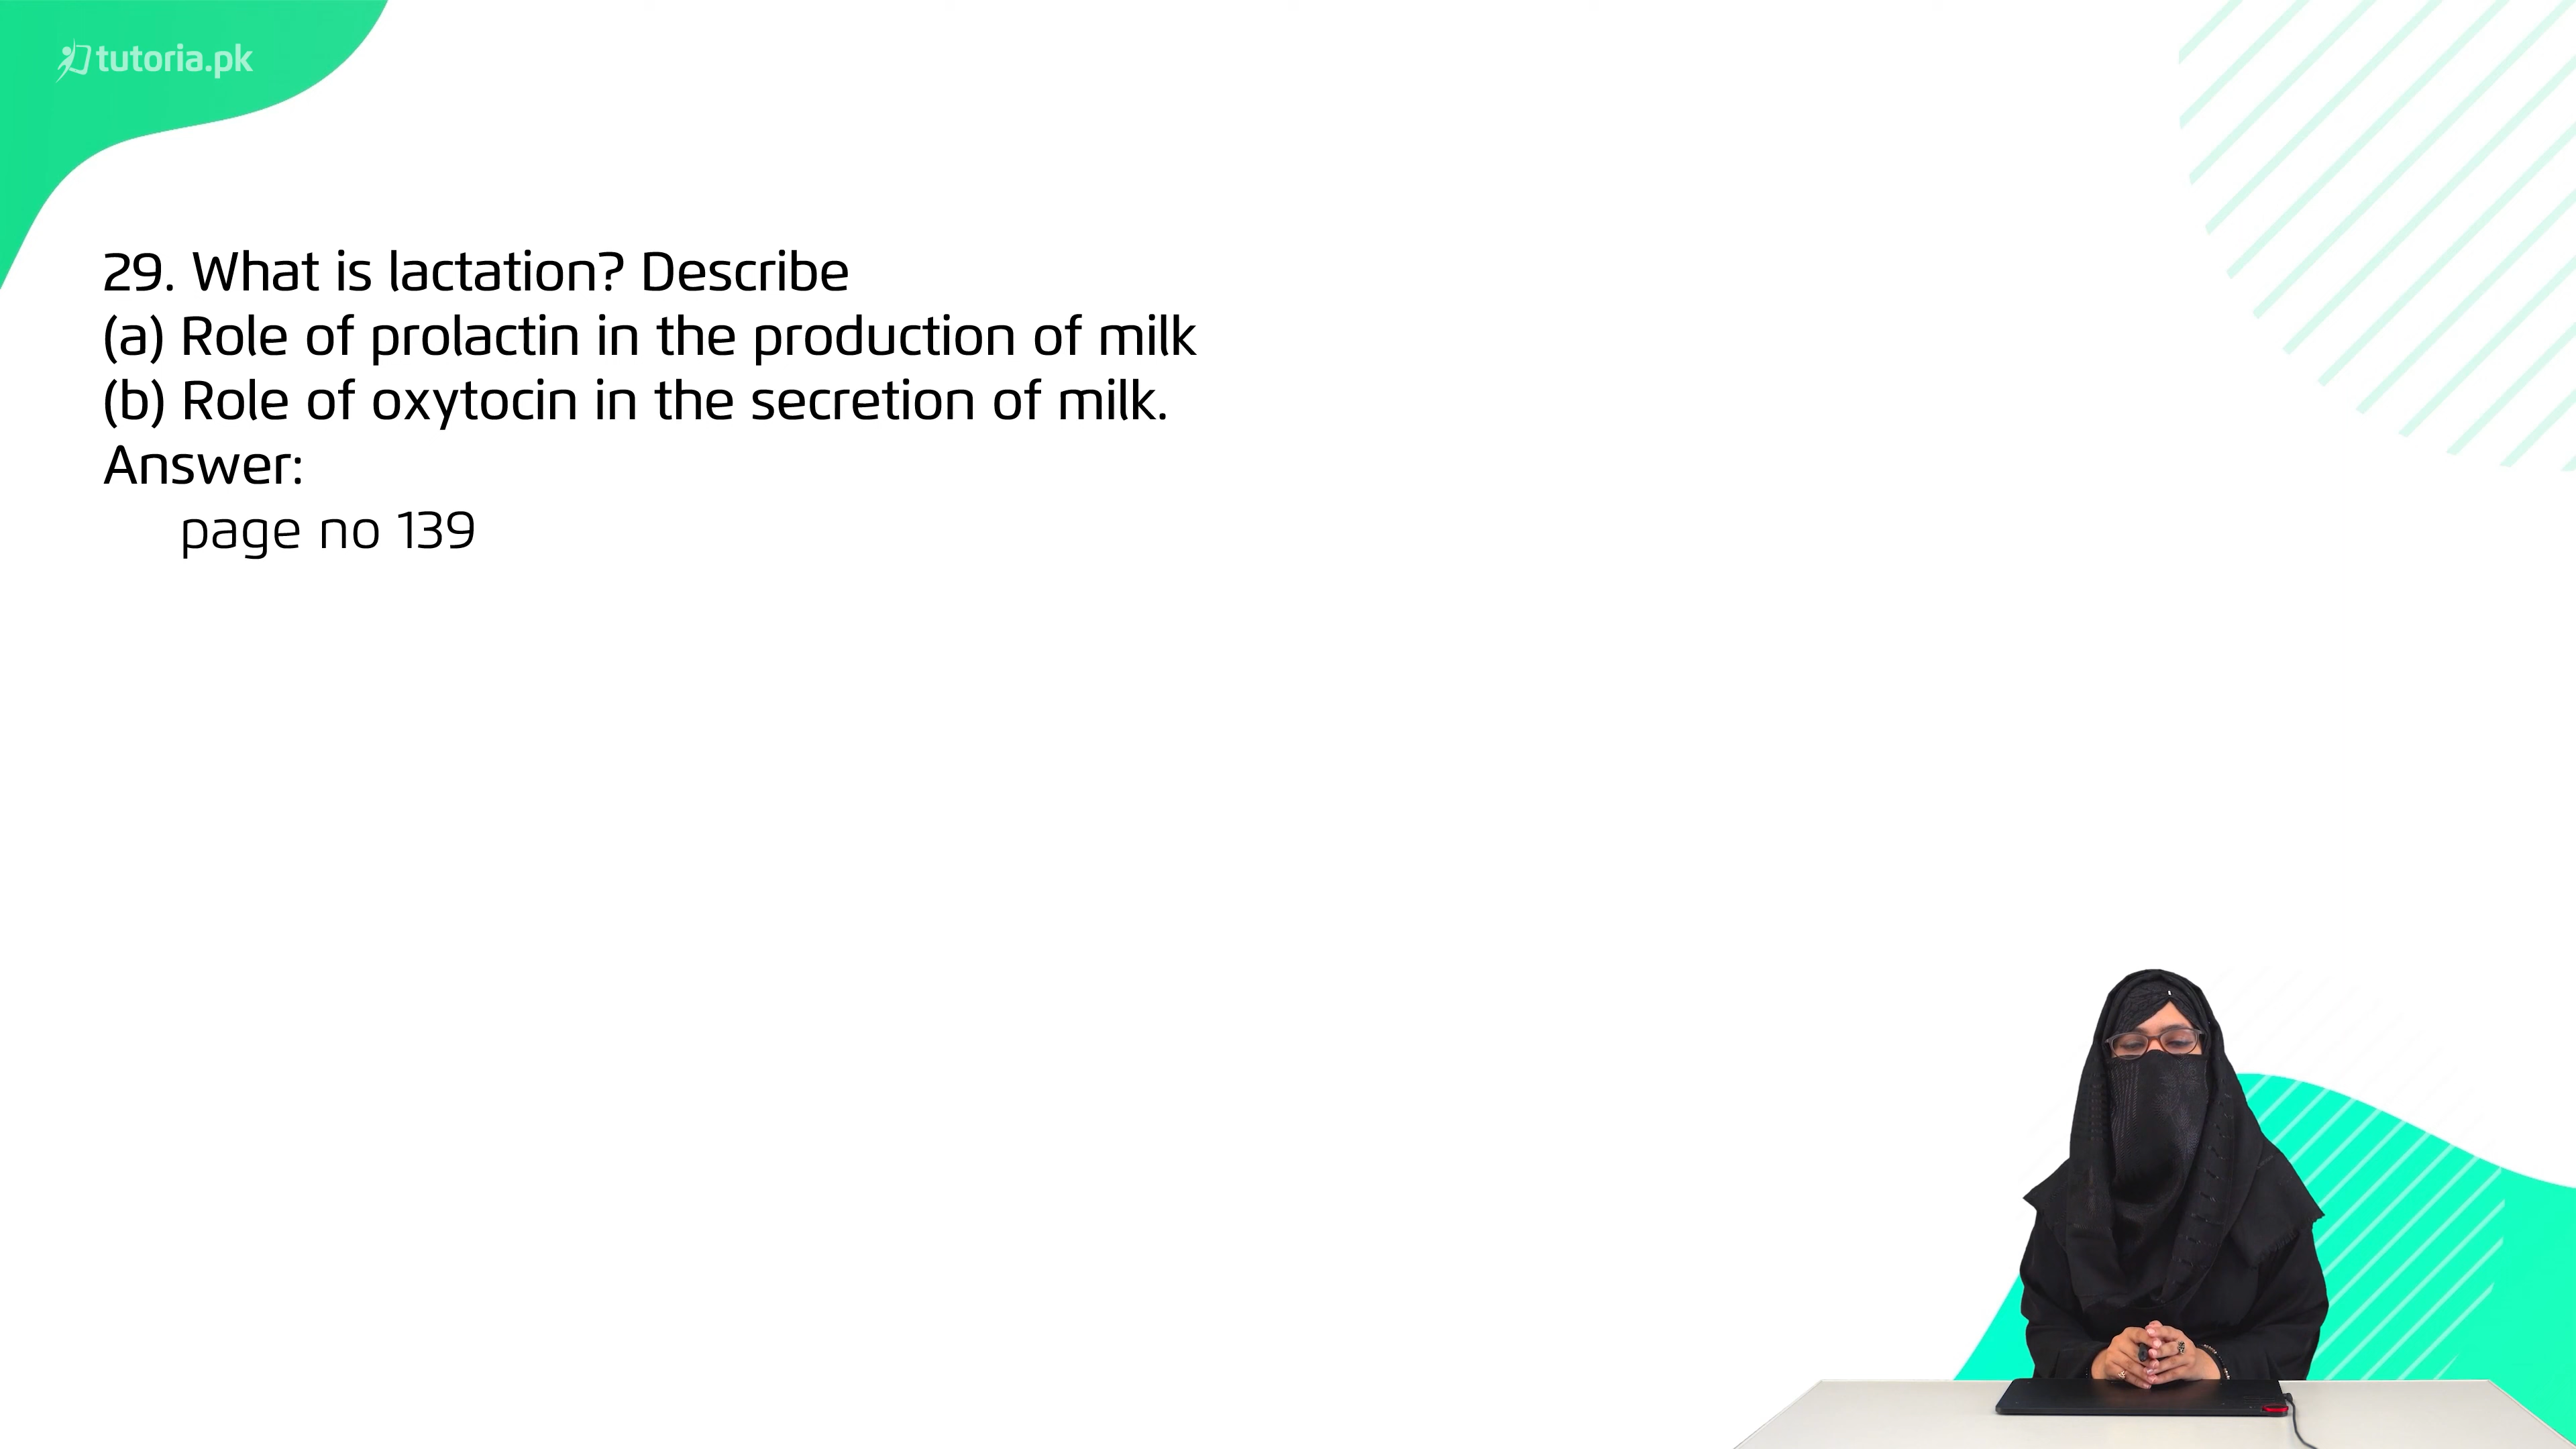 tutoria.pk
29. What is lactation? Describe
(a) Role of prolactin in the production of milk
(b) Role of oxytocin in the secretion of milk.
Answer:
page no 139